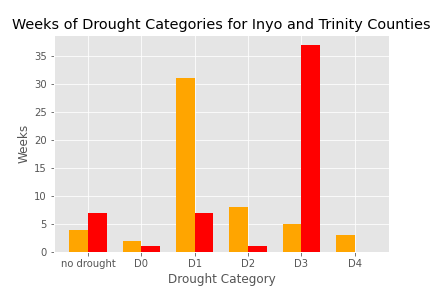 Weeks of Drought Categories for Inyo and Trinity Counties
35
30
25
20
15
10
5
0
Weeks
no drought D0 D1 D2 D3 D4
Drought Category